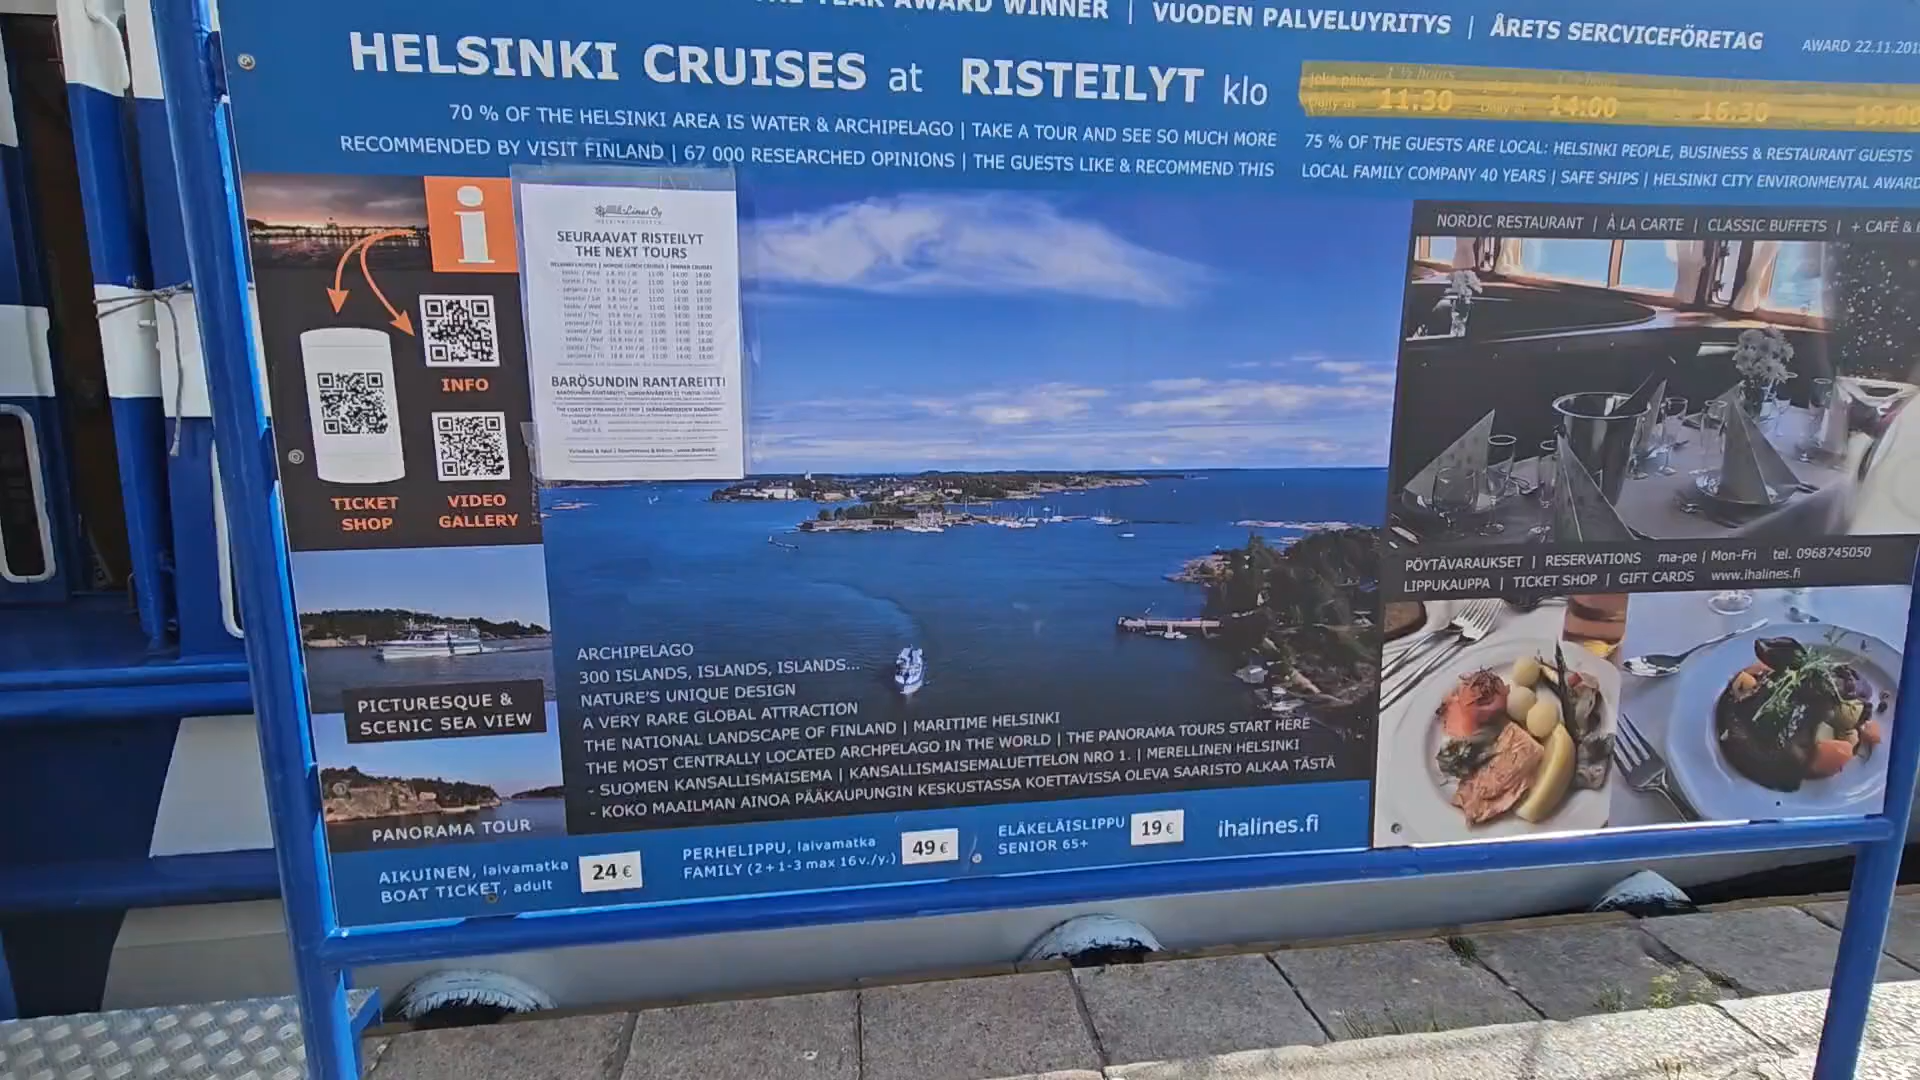 YEAR AWARD WINNER | VUODEN PALVELUYRITYS | ÅRETS SERCVICEFÖRETAG
AWARD 22.11.201
HELSINKI CRUISES at RISTEILYT klo
11.30 14:00 16:30 19:00
70 % OF THE HELSINKI AREA IS WATER & ARCHIPELAGO | TAKE A TOUR AND SEE SO MUCH MORE
RECOMMENDED BY VISIT FINLAND | 67 000 RESEARCHED OPINIONS | THE GUESTS LIKE & RECOMMEND THIS
75 % OF THE GUESTS ARE LOCAL: HELSINKI PEOPLE, BUSINESS & RESTAURANT GUESTS
LOCAL FAMILY COMPANY 40 YEARS | SAFE SHIPS | HELSINKI CITY ENVIRONMENTAL AWARD
i
INFO
TICKET
SHOP
VIDEO
GALLERY
SEURAAVAT RISTEILYT
THE NEXT TOURS
BARÖSUNDIN RANTAREITTI
NORDIC RESTAURANT | À LA CARTE | CLASSIC BUFFETS | + CAFÉ &
PÖYTÄVARAUKSET | RESERVATIONS ma-pe | Mon-Fri tel. 0968745050
LIPPUKAUPPA | TICKET SHOP | GIFT CARDS www.ihalines.fi
PICTURESQUE &
SCENIC SEA VIEW
PANORAMA TOUR
ARCHIPELAGO
300 ISLANDS, ISLANDS, ISLANDS...
NATURE'S UNIQUE DESIGN
A VERY RARE GLOBAL ATTRACTION
THE NATIONAL LANDSCAPE OF FINLAND | MARITIME HELSINKI
THE MOST CENTRALLY LOCATED ARCHPELAGO IN THE WORLD | THE PANORAMA TOURS START HERE
- SUOMEN KANSALLISMAISEMA | KANSALLISMAISEMALUETTELON NRO 1. | MERELLINEN HELSINKI
- KOKO MAAILMAN AINOA PÄÄKAUPUNGIN KESKUSTASSA KOETTAVISSA OLEVA SAARISTO ALKAA TÄSTÄ
AIKUINEN, laivamatka
BOAT TICKET, adult
24 €
PERHELIPPU, laivamatka
FAMILY (2+1-3 max 16v./y.)
49 €
ELÄKELÄISLIPPU
SENIOR 65+
19 €
ihalines.fi